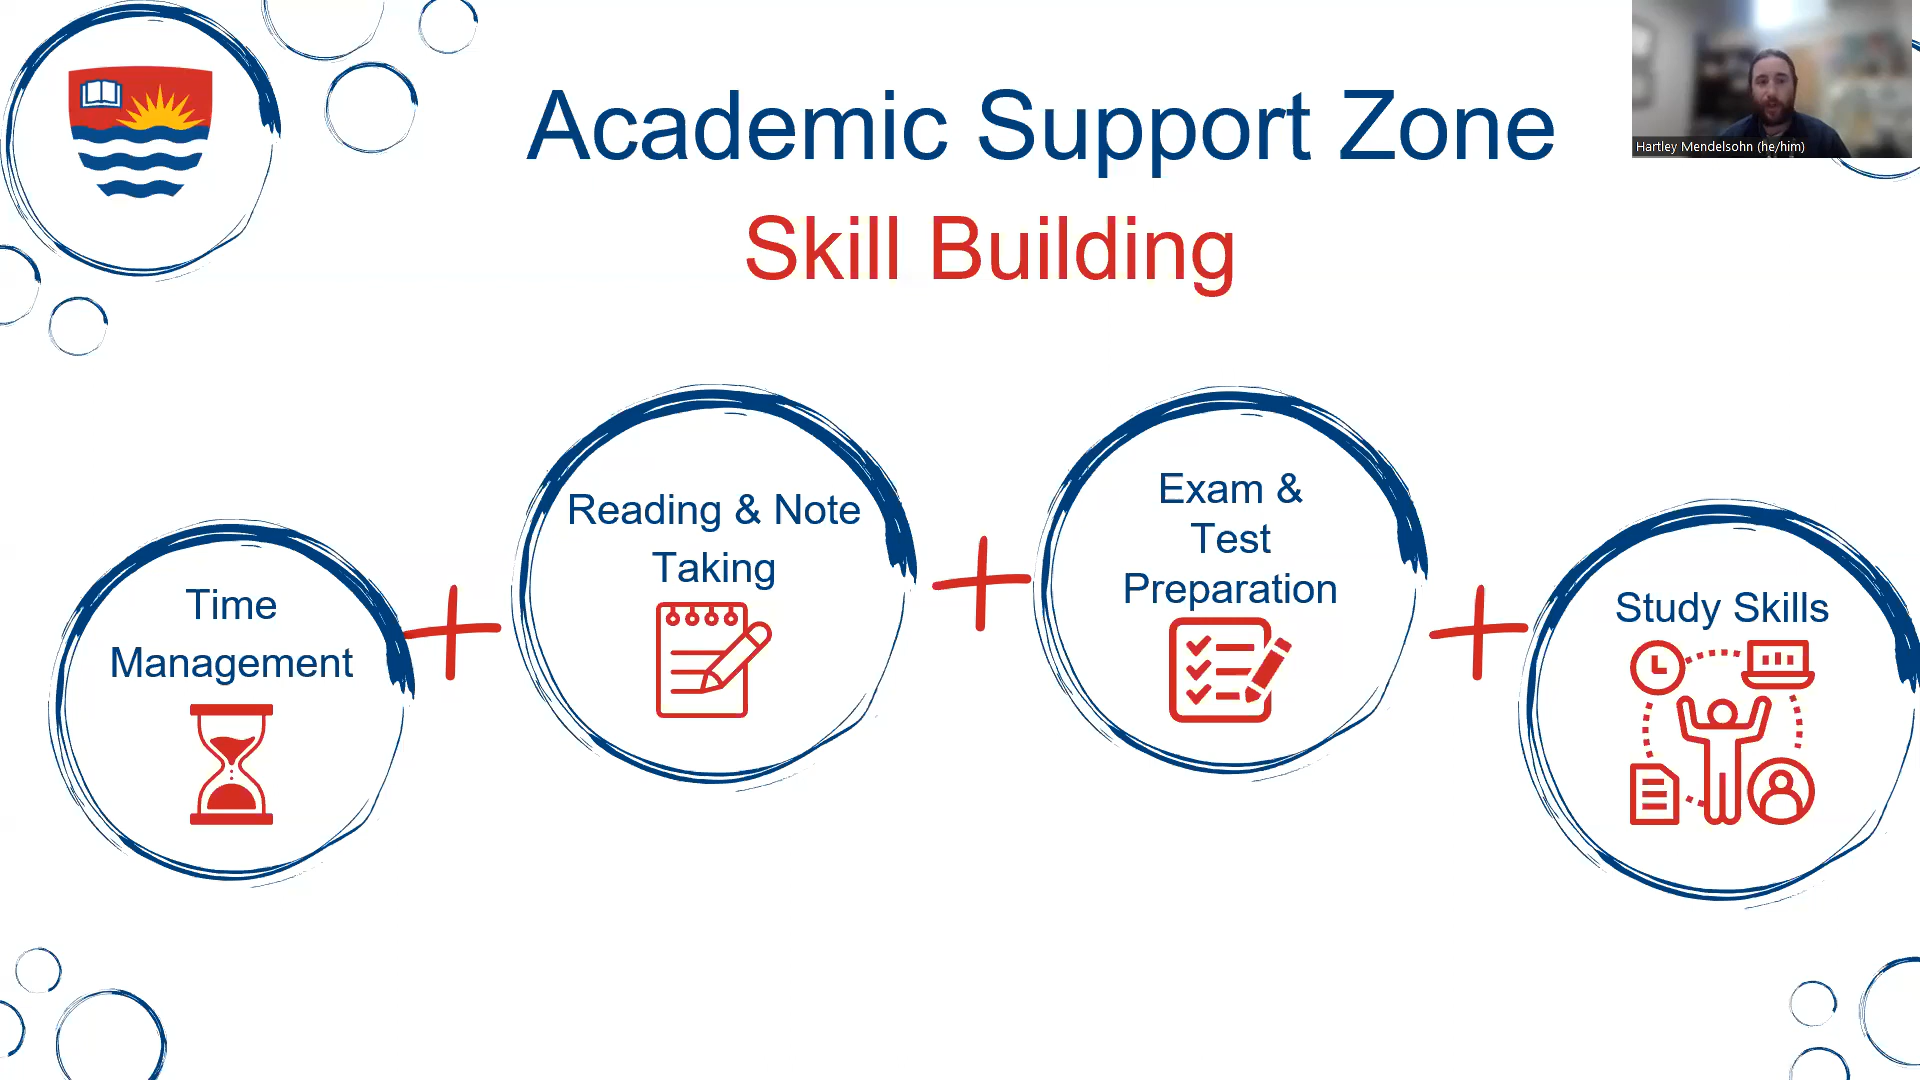 Academic Support Zone
Skill Building
Hartley Mendelsohn (he/him)
Time
Management
Reading & Note
Taking
Exam &
Test
Preparation
Study Skills